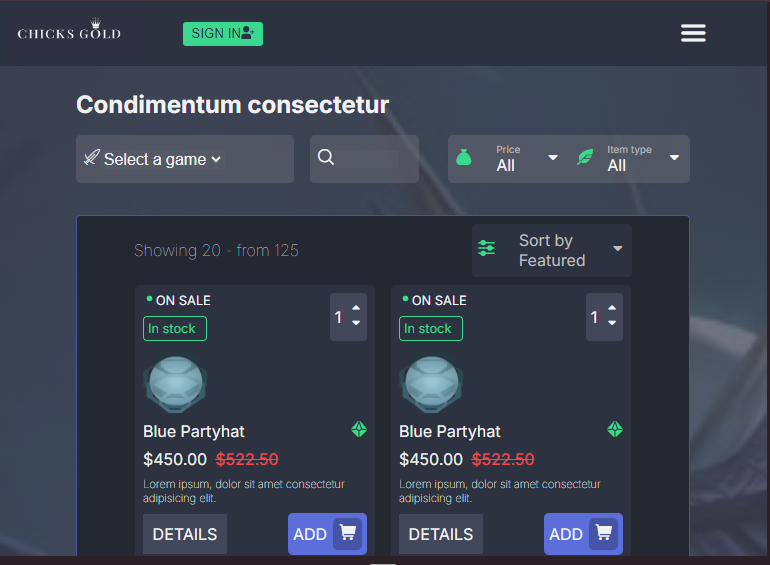 CHICKS GOLD
SIGN IN
Condimentum consectetur
Select a game
Price
All
Item type
All
Showing 20 - from 125
Sort by
Featured
ON SALE
In stock
1
Blue Partyhat
$450.00 $522.50
Lorem ipsum, dolor sit amet consectetur
adipisicing elit.
DETAILS
ADD
ON SALE
In stock
1
Blue Partyhat
$450.00 $522.50
Lorem ipsum, dolor sit amet consectetur
adipisicing elit.
DETAILS
ADD